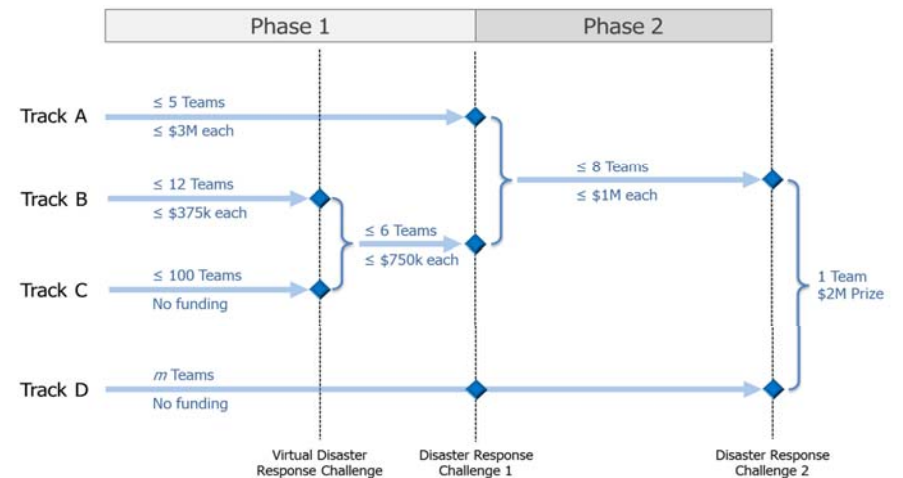 Phase 1
Phase 2
Track A
≤ 5 Teams
≤ $3M each
Track B
≤ 12 Teams
≤ $375k each
≤ 6 Teams
≤ $750k each
≤ 8 Teams
≤ $1M each
Track C
≤ 100 Teams
No funding
1 Team
$2M Prize
Track D
m Teams
No funding
Virtual Disaster
Response Challenge
Disaster Response
Challenge 1
Disaster Response
Challenge 2